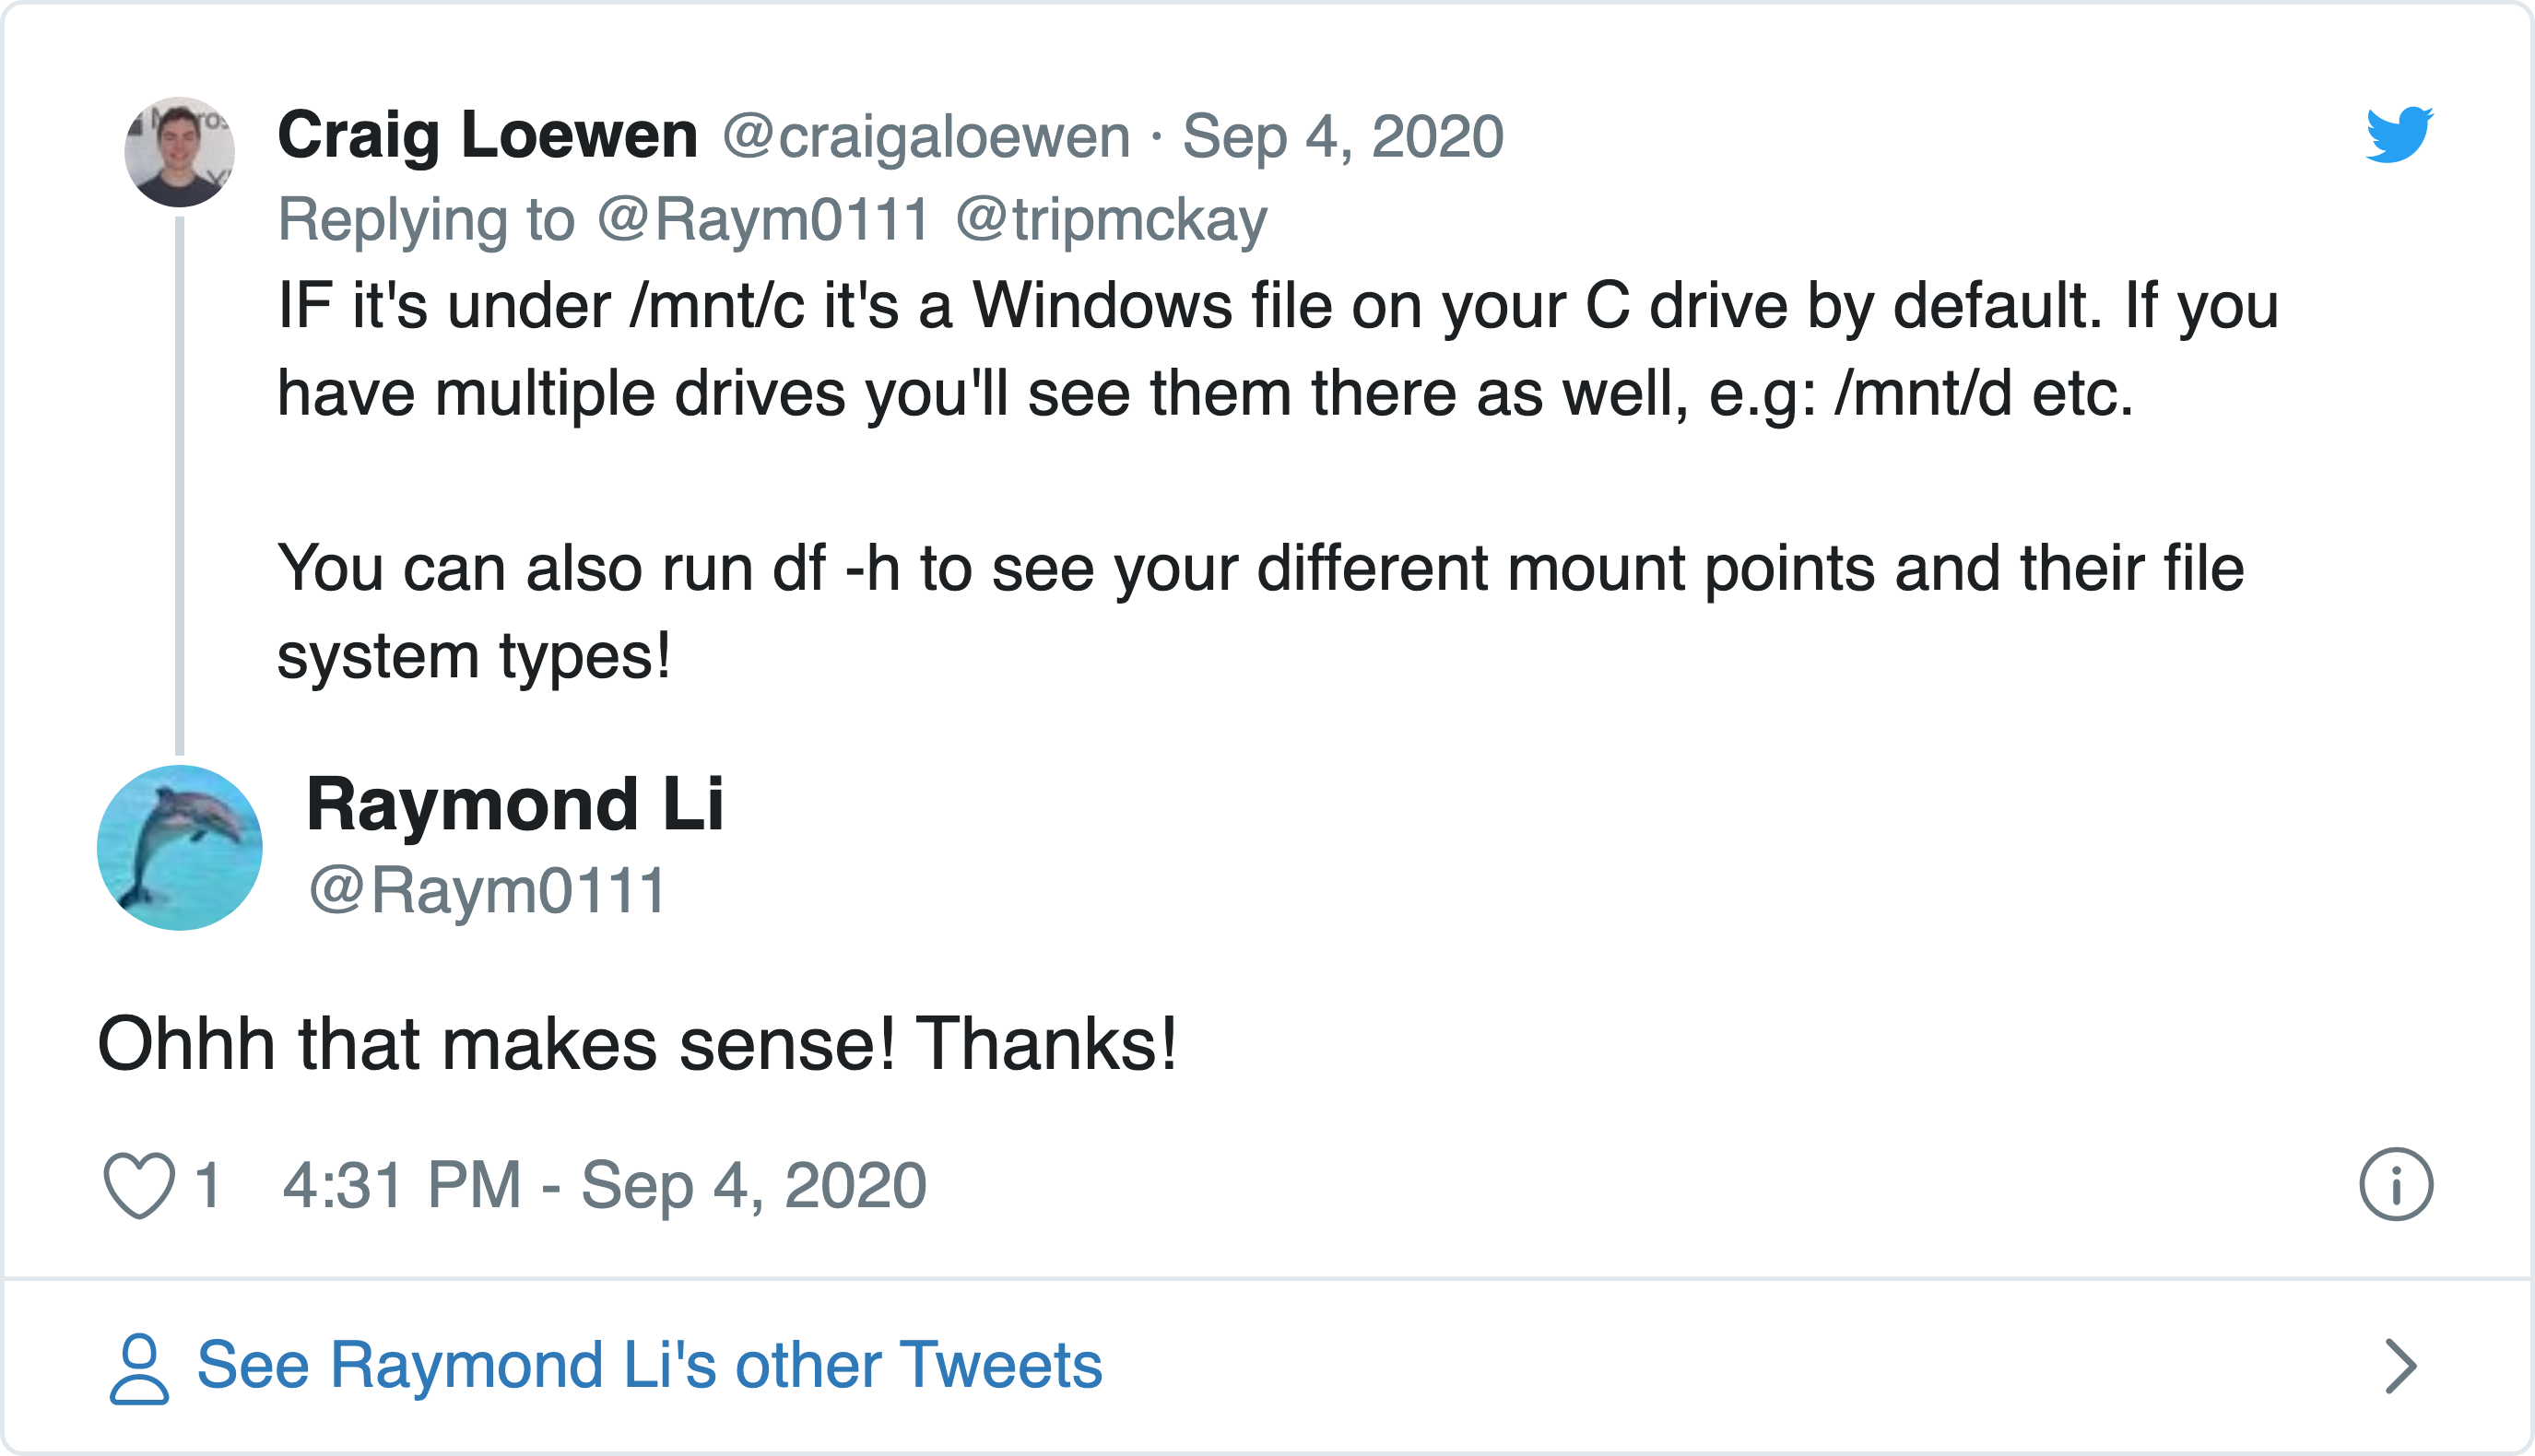 Craig Loewen @craigaloewen · Sep 4, 2020
Replying to @Raym0111 @tripmckay
IF it's under /mnt/c it's a Windows file on your C drive by default. If you
have multiple drives you'll see them there as well, e.g: /mnt/d etc.
You can also run df -h to see your different mount points and their file
system types!
Raymond Li
@Raym0111
Ohhh that makes sense! Thanks!
1 4:31 PM - Sep 4, 2020
See Raymond Li's other Tweets